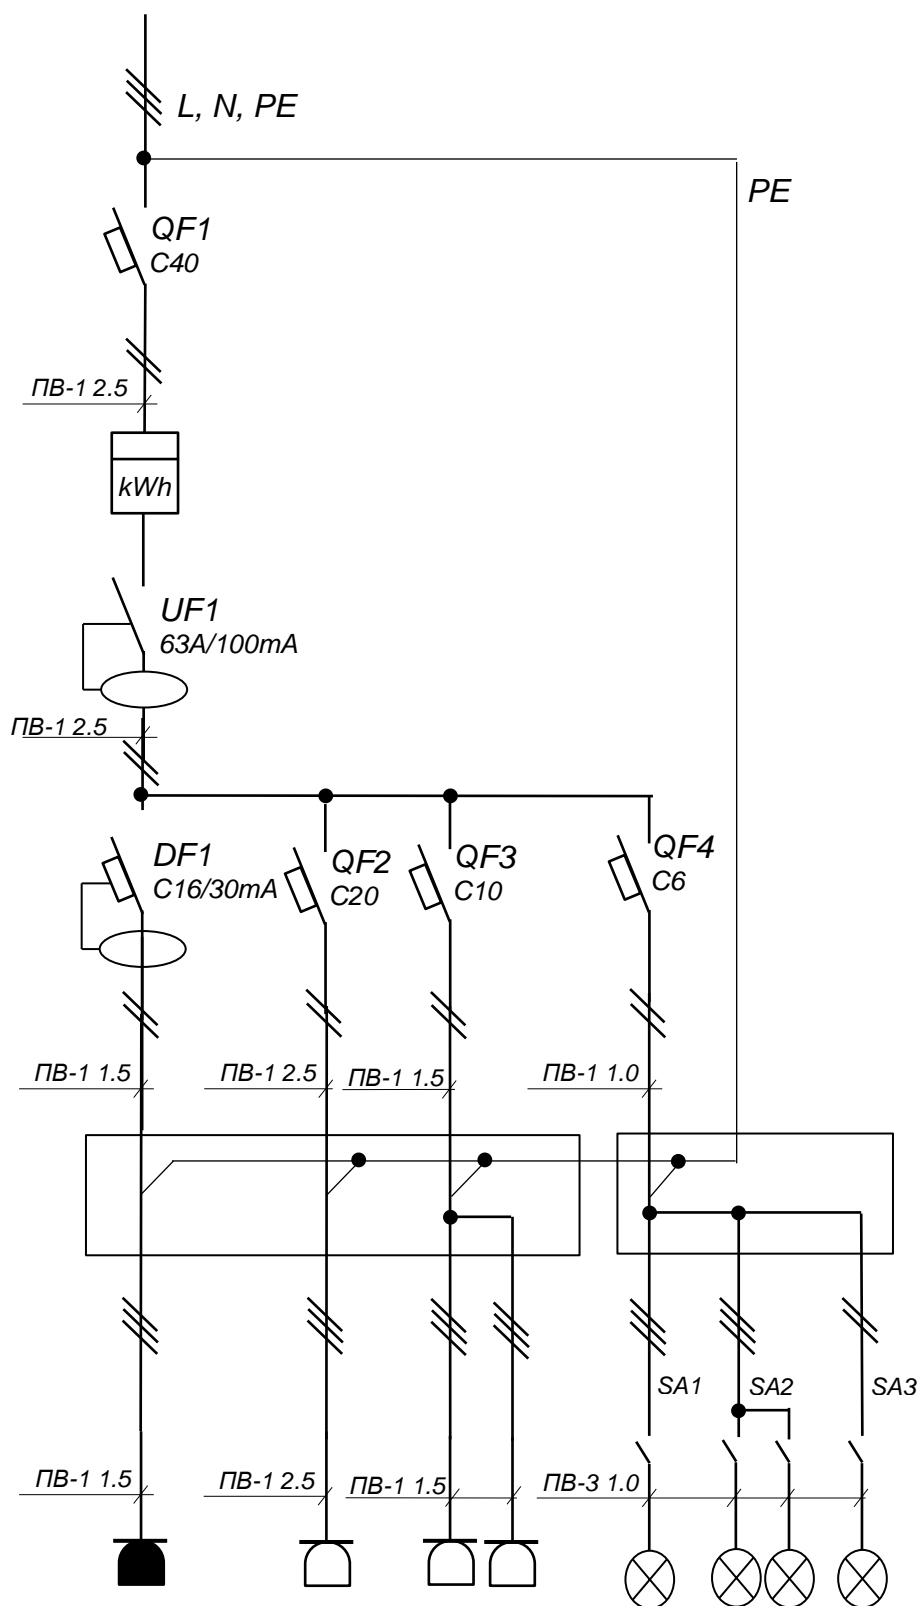 L, N, PE
PE
QF1
C40
ПВ-1 2.5
kWh
UF1
63A/100mA
ПВ-1 2.5
DF1
C16/30mA
QF2
C20
QF3
C10
QF4
C6
ПВ-1 1.5
ПВ-1 2.5
ПВ-1 1.5
ПВ-1 1.0
SA1
SA2
SA3
ПВ-1 1.5
ПВ-1 2.5
ПВ-1 1.5
ПВ-3 1.0